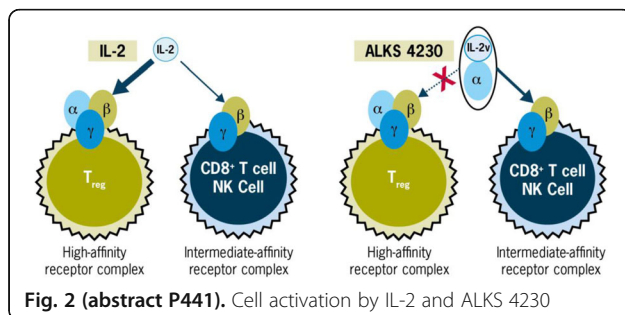 IL-2
IL-2
α
β
γ
T reg
High-affinity
receptor complex
β
γ
CD8⁺ T cell
NK Cell
Intermediate-affinity
receptor complex
ALKS 4230
IL-2v
α
α
β
γ
T reg
High-affinity
receptor complex
β
γ
CD8⁺ T cell
NK Cell
Intermediate-affinity
receptor complex
Fig. 2 (abstract P441). Cell activation by IL-2 and ALKS 4230